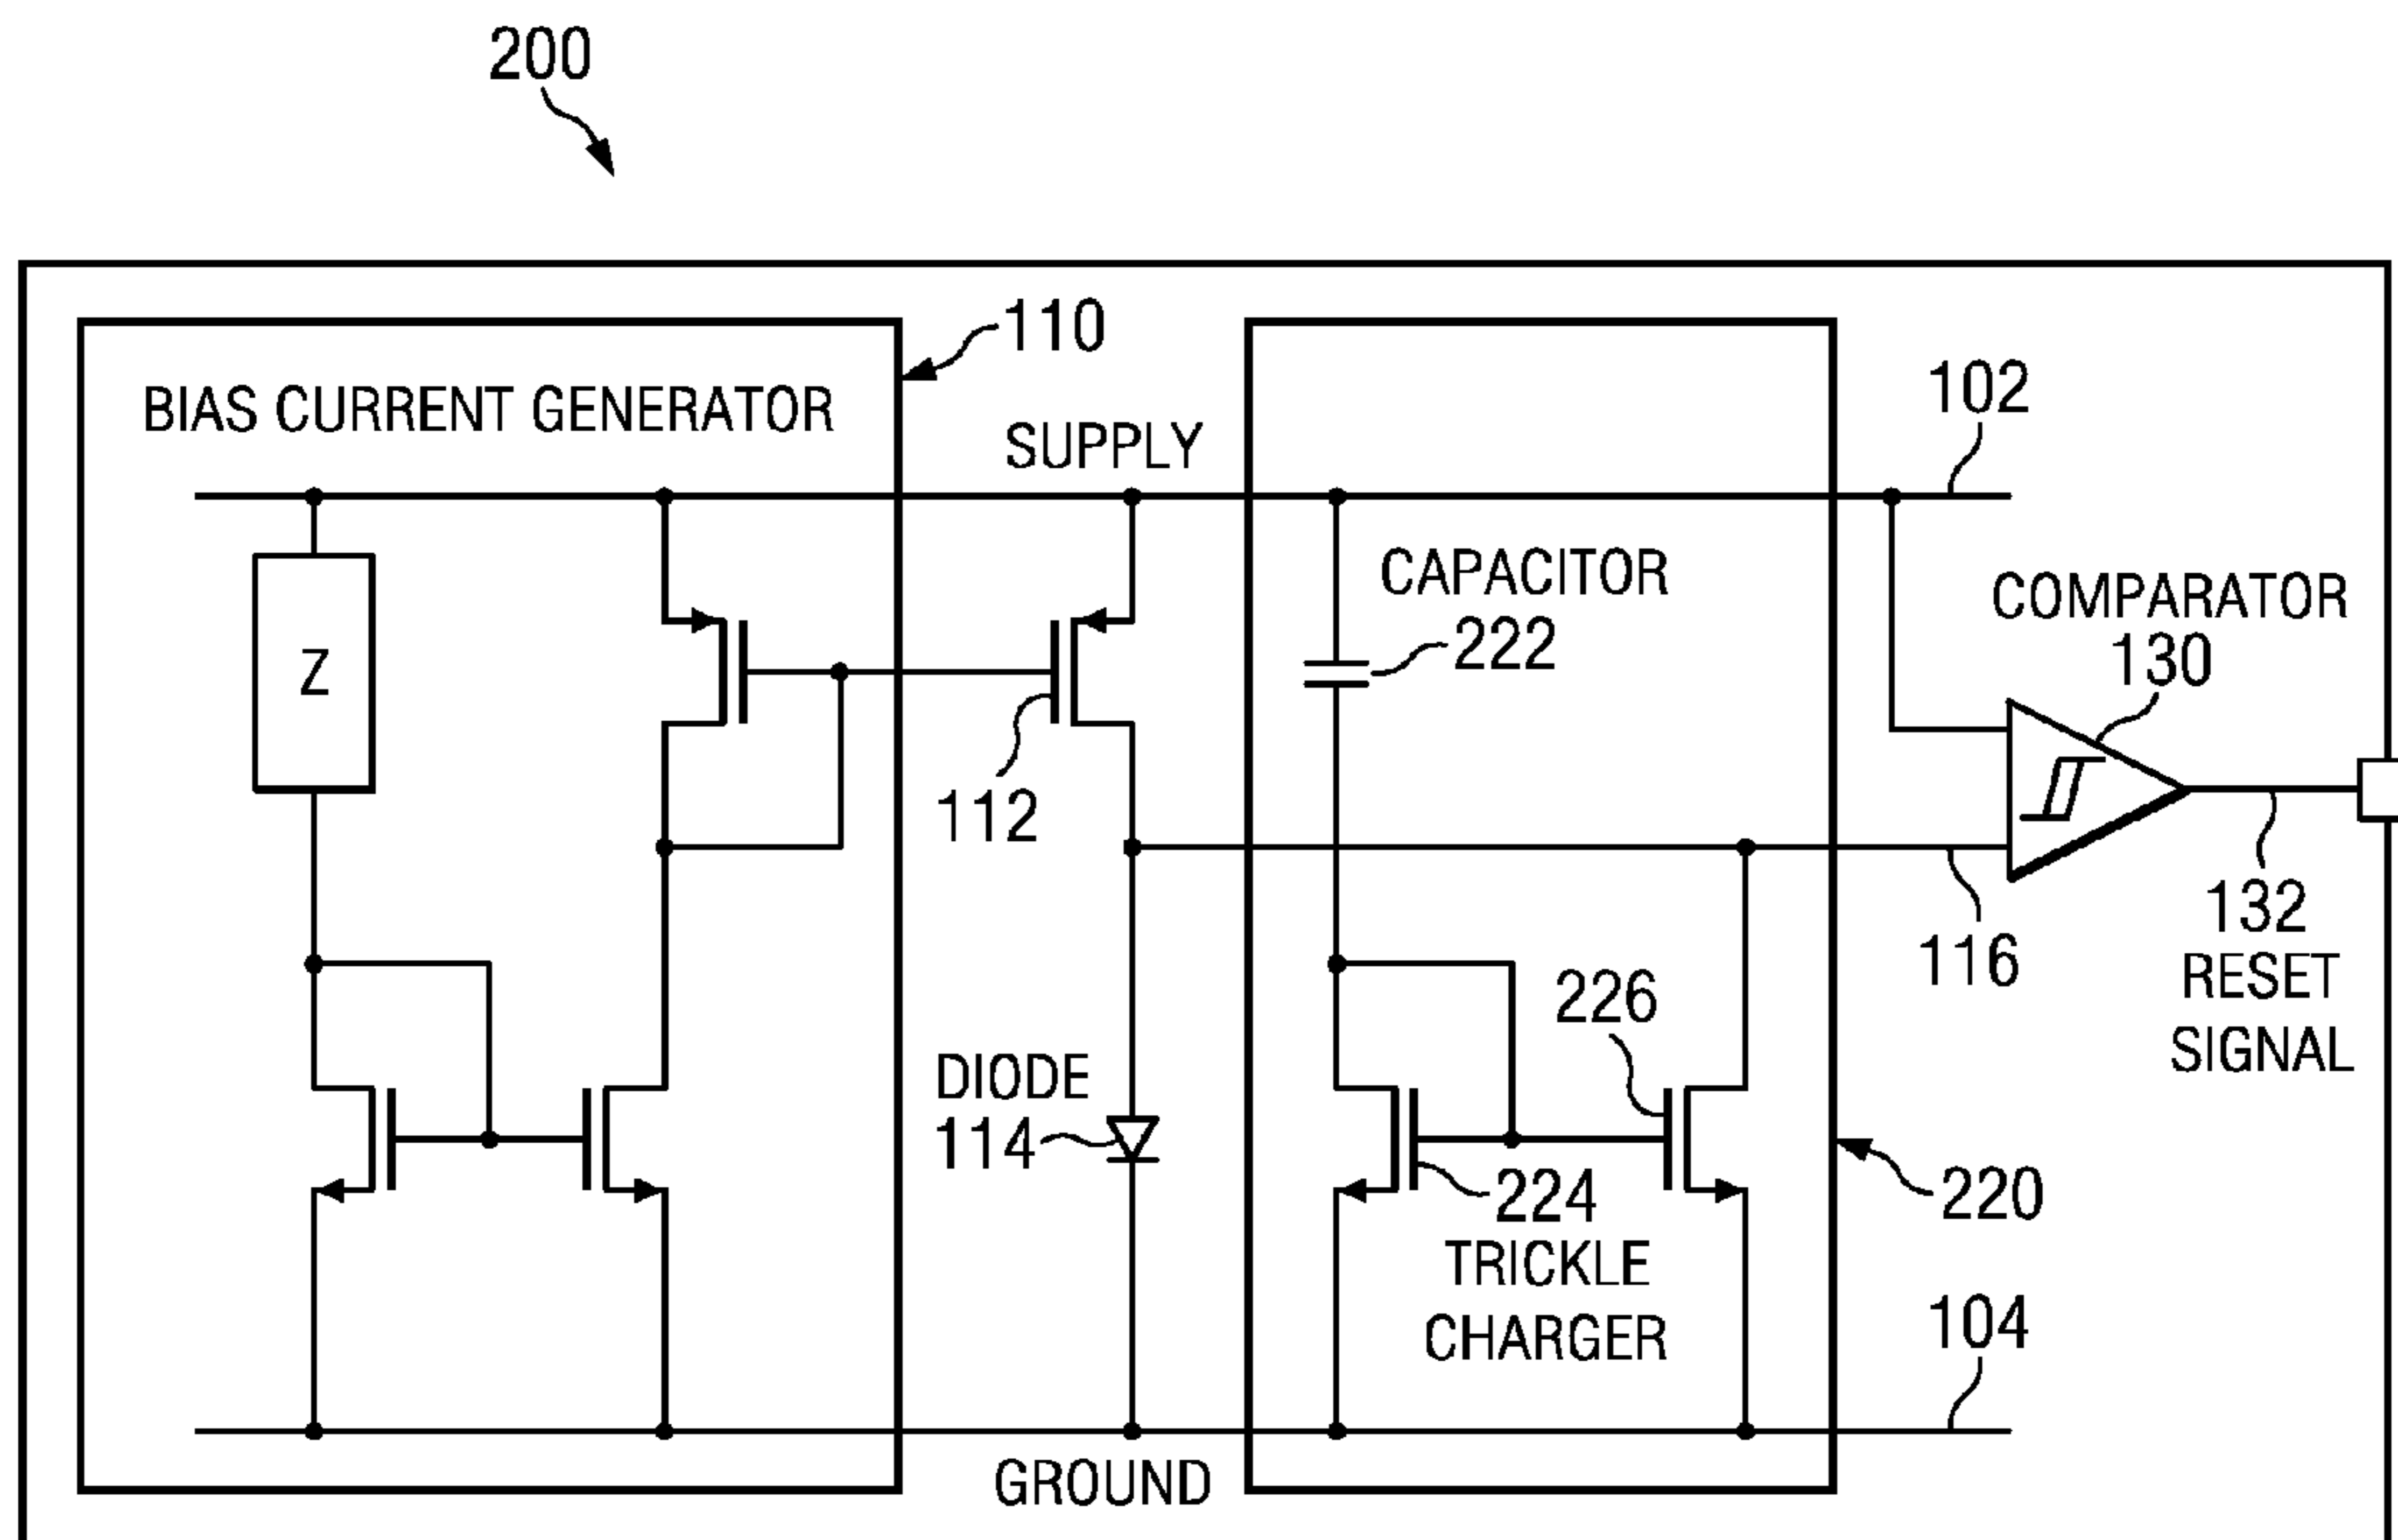 200
110
BIAS CURRENT GENERATOR
SUPPLY
102
CAPACITOR
222
COMPARATOR
130
Z
112
116
132
RESET
SIGNAL
226
DIODE
114
224
TRICKLE
CHARGER
220
104
GROUND